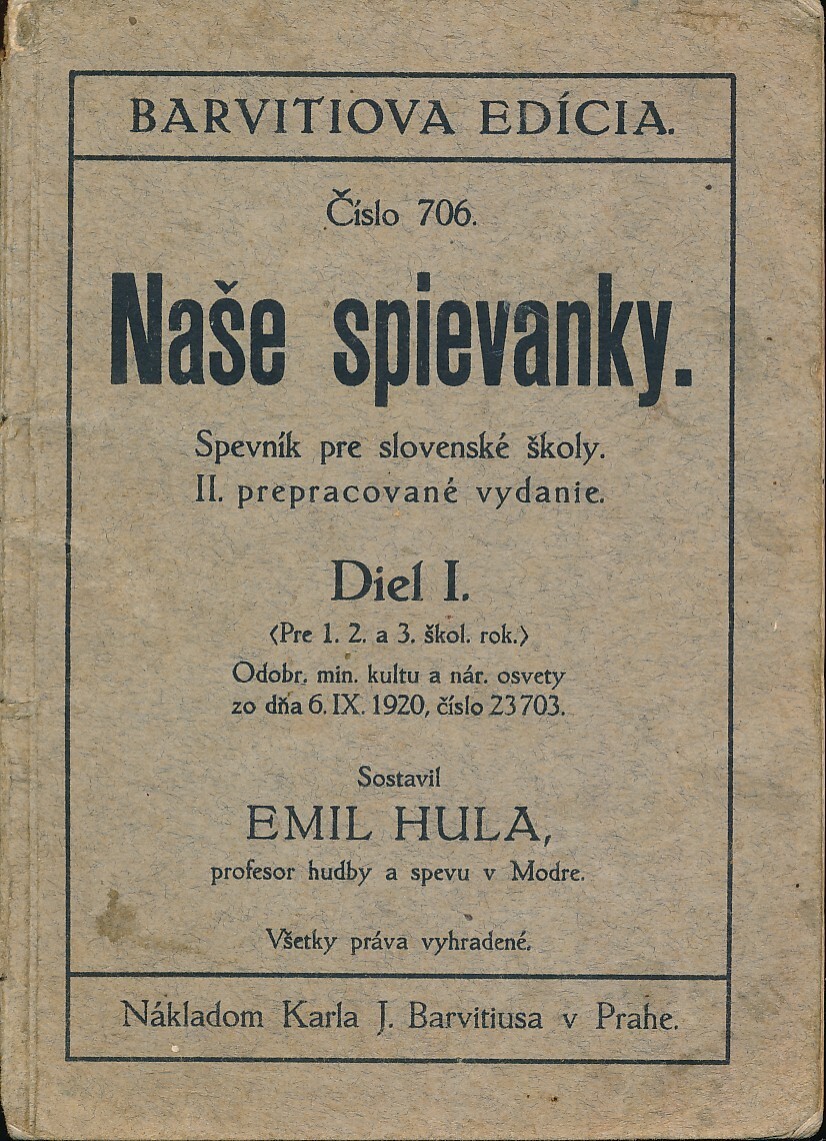 BARVITIOVA EDÍCIA.
Číslo 706.
Naše spievanky.
Spevník pre slovenské školy.
II. prepracované vydanie.
Diel I.
〈Pre 1. 2. a 3. škol. rok.〉
Odobr. min. kultu a nár. osvety
zo dňa 6. IX. 1920, číslo 23703.
Sostavil
EMIL HULA,
profesor hudby a spevu v Modre.
Všetky práva vyhradené.
Nákladom Karla J. Barvitiusa v Prahe.